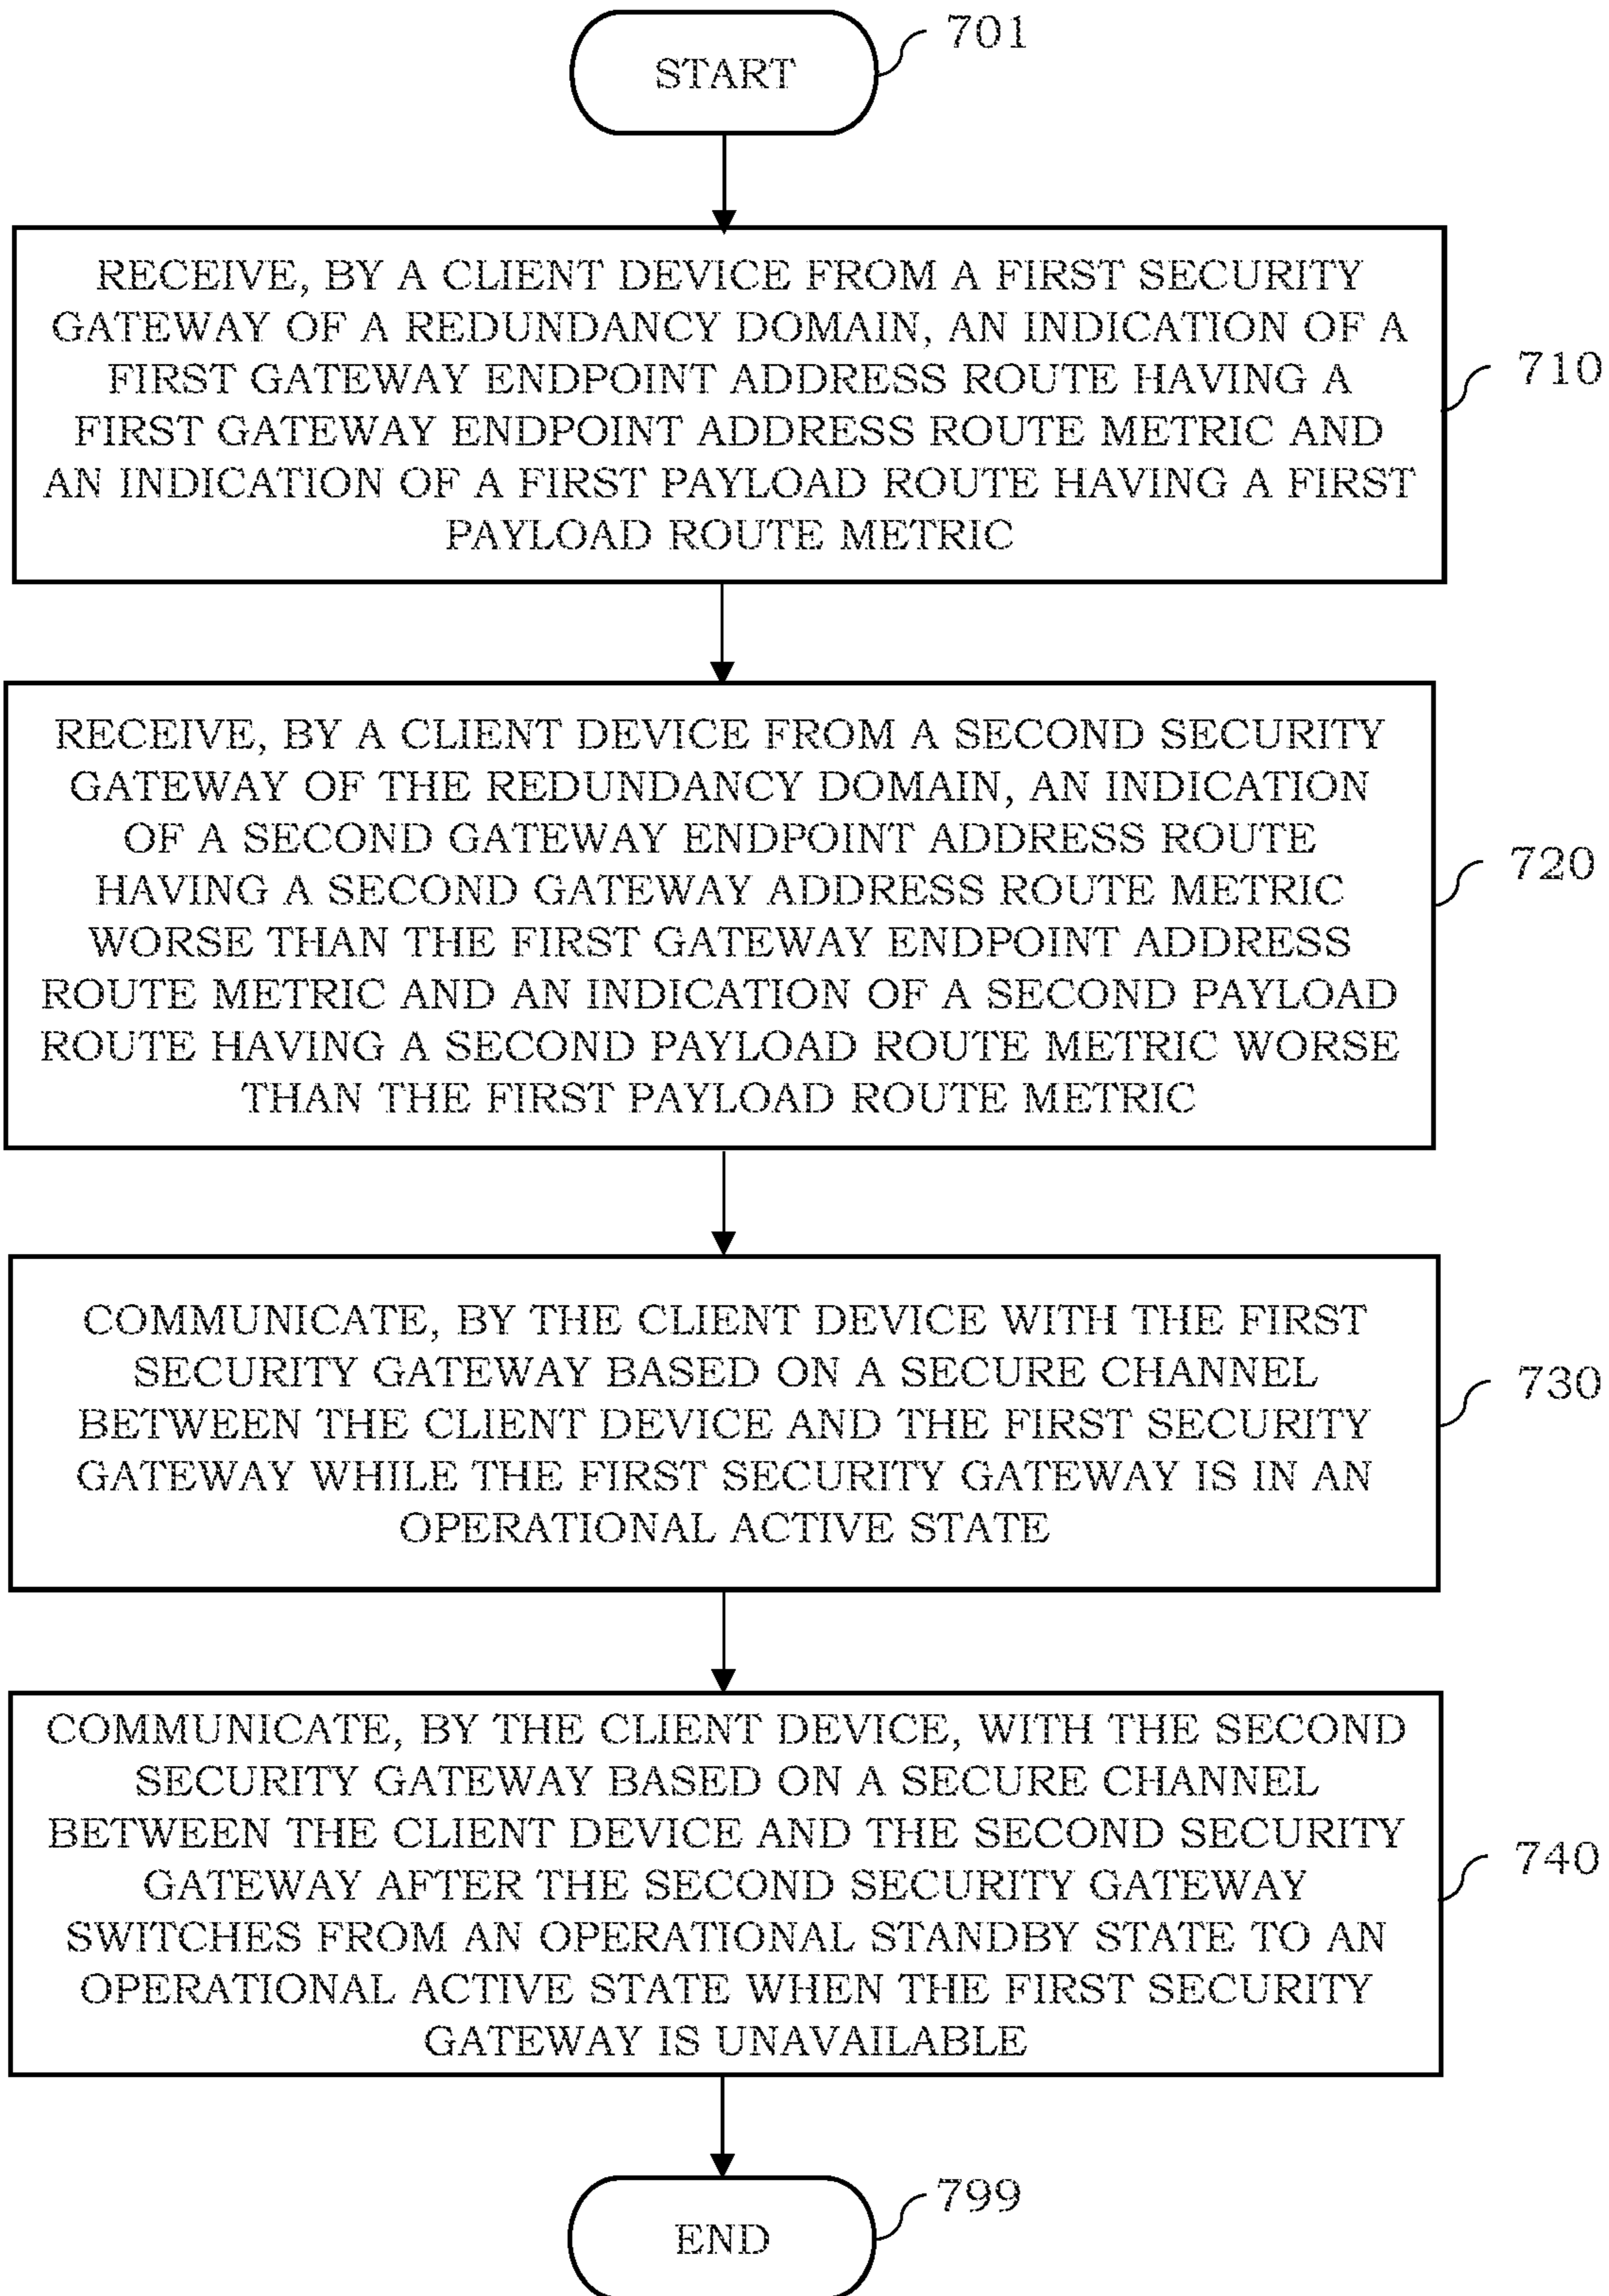 START
701
RECEIVE, BY A CLIENT DEVICE FROM A FIRST SECURITY
GATEWAY OF A REDUNDANCY DOMAIN, AN INDICATION OF A
FIRST GATEWAY ENDPOINT ADDRESS ROUTE HAVING A
FIRST GATEWAY ENDPOINT ADDRESS ROUTE METRIC AND
AN INDICATION OF A FIRST PAYLOAD ROUTE HAVING A FIRST
PAYLOAD ROUTE METRIC
710
RECEIVE, BY A CLIENT DEVICE FROM A SECOND SECURITY
GATEWAY OF THE REDUNDANCY DOMAIN, AN INDICATION
OF A SECOND GATEWAY ENDPOINT ADDRESS ROUTE
HAVING A SECOND GATEWAY ADDRESS ROUTE METRIC
WORSE THAN THE FIRST GATEWAY ENDPOINT ADDRESS
ROUTE METRIC AND AN INDICATION OF A SECOND PAYLOAD
ROUTE HAVING A SECOND PAYLOAD ROUTE METRIC WORSE
THAN THE FIRST PAYLOAD ROUTE METRIC
720
COMMUNICATE, BY THE CLIENT DEVICE WITH THE FIRST
SECURITY GATEWAY BASED ON A SECURE CHANNEL
BETWEEN THE CLIENT DEVICE AND THE FIRST SECURITY
GATEWAY WHILE THE FIRST SECURITY GATEWAY IS IN AN
OPERATIONAL ACTIVE STATE
730
COMMUNICATE, BY THE CLIENT DEVICE, WITH THE SECOND
SECURITY GATEWAY BASED ON A SECURE CHANNEL
BETWEEN THE CLIENT DEVICE AND THE SECOND SECURITY
GATEWAY AFTER THE SECOND SECURITY GATEWAY
SWITCHES FROM AN OPERATIONAL STANDBY STATE TO AN
OPERATIONAL ACTIVE STATE WHEN THE FIRST SECURITY
GATEWAY IS UNAVAILABLE
740
END
799